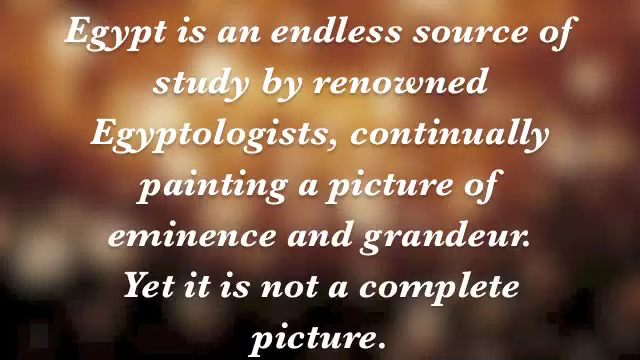 Egypt is an endless source of
study by renowned
Egyptologists, continually
painting a picture of
eminence and grandeur.
Yet it is not a complete
picture.